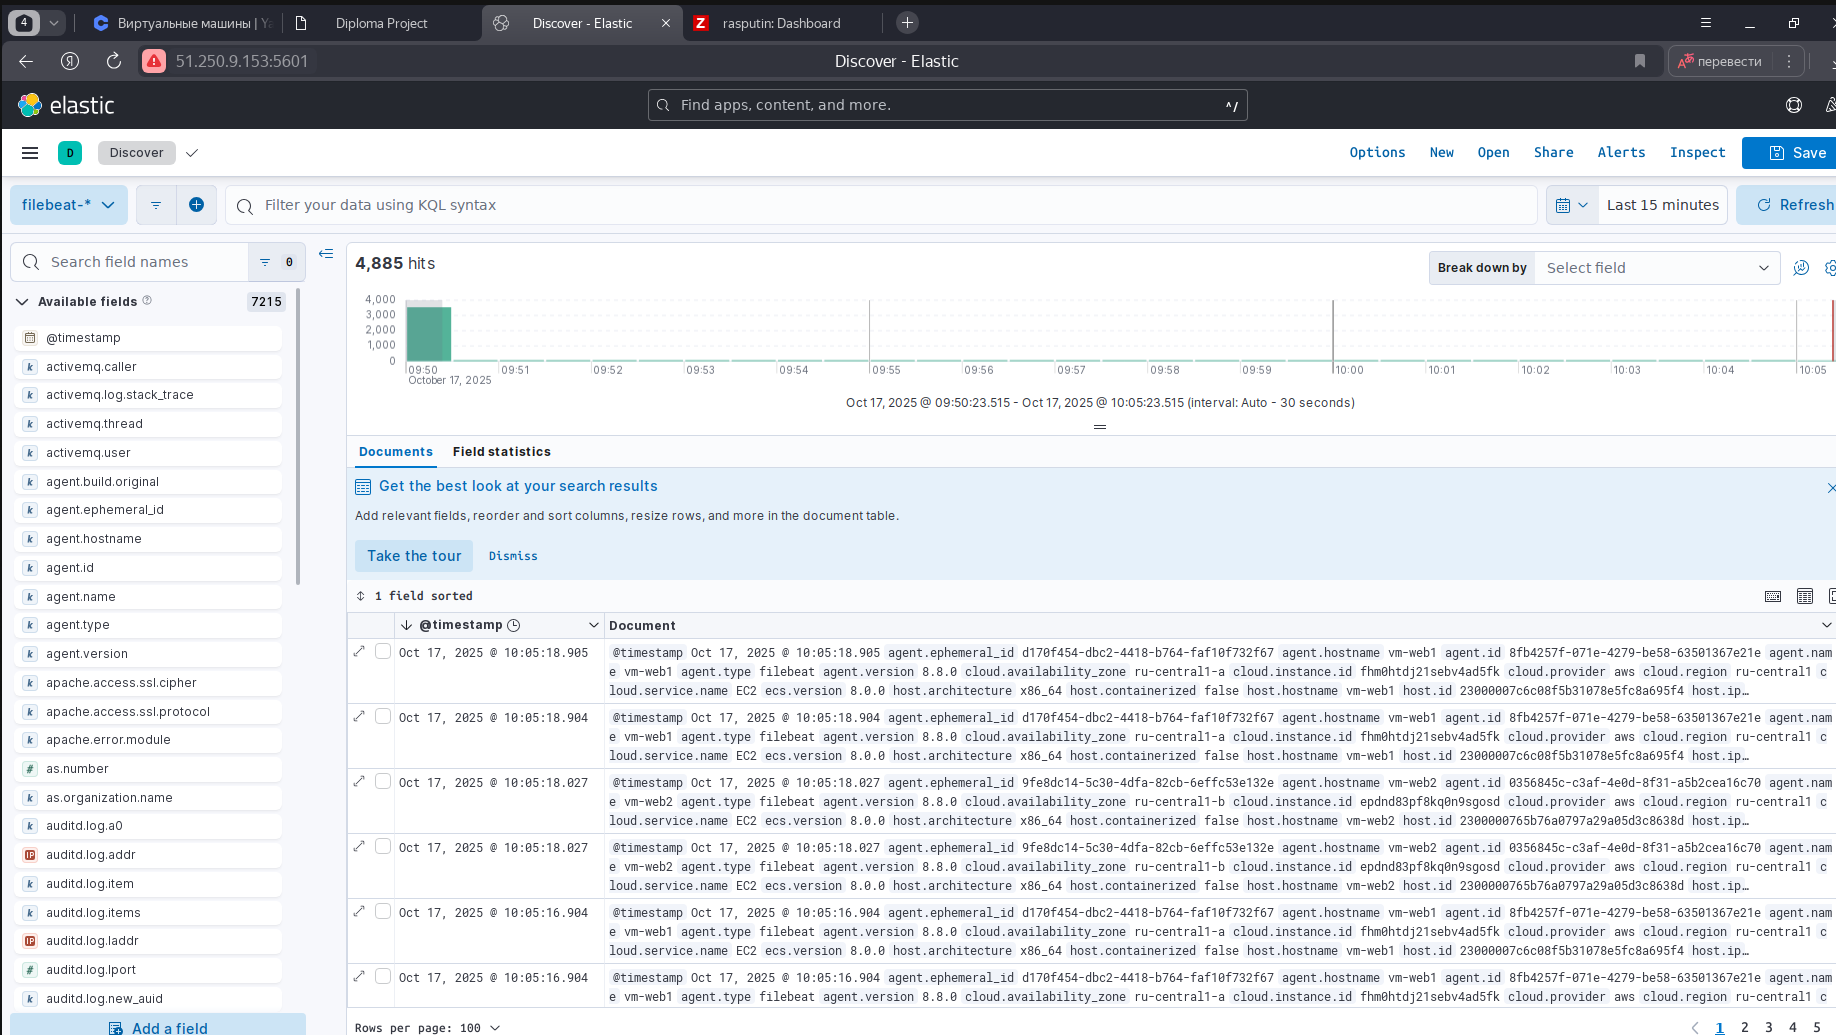 4
Виртуальные машины | Ya
Diploma Project
Discover - Elastic
rasputin: Dashboard
51.250.9.153:5601
Discover - Elastic
перевести
elastic
Find apps, content, and more.
^/
D
Discover
Options
New
Open
Share
Alerts
Inspect
Save
filebeat-*
Filter your data using KQL syntax
Last 15 minutes
Refresh
Search field names
0
Available fields
7215
@timestamp
k activemq.caller
k activemq.log.stack_trace
k activemq.thread
k activemq.user
k agent.build.original
k agent.ephemeral_id
k agent.hostname
k agent.id
k agent.name
k agent.type
k agent.version
k apache.access.ssl.cipher
k apache.access.ssl.protocol
k apache.error.module
# as.number
k as.organization.name
k auditd.log.a0
IP auditd.log.addr
k auditd.log.item
k auditd.log.items
IP auditd.log.laddr
# auditd.log.lport
k auditd.log.new_auid
Add a field
4,885 hits
Break down by
Select field
4,000
3,000
2,000
1,000
0
09:50 09:51 09:52 09:53 09:54 09:55 09:56 09:57 09:58 09:59 10:00 10:01 10:02 10:03 10:04 10:05
October 17, 2025
Oct 17, 2025 @ 09:50:23.515 - Oct 17, 2025 @ 10:05:23.515 (interval: Auto - 30 seconds)
Documents
Field statistics
Get the best look at your search results
Add relevant fields, reorder and sort columns, resize rows, and more in the document table.
Take the tour
Dismiss
1 field sorted
@timestamp
Document
Oct 17, 2025 @ 10:05:18.905 @timestamp Oct 17, 2025 @ 10:05:18.905 agent.ephemeral_id d170f454-dbc2-4418-b764-faf10f732f67 agent.hostname vm-web1 agent.id 8fb4257f-071e-4279-be58-63501367e21e agent.nam
e vm-web1 agent.type filebeat agent.version 8.8.0 cloud.availability_zone ru-central1-a cloud.instance.id fhm0htdj21sebv4ad5fk cloud.provider aws cloud.region ru-central1 c
loud.service.name EC2 ecs.version 8.0.0 host.architecture x86_64 host.containerized false host.hostname vm-web1 host.id 23000007c6c08f5b31078e5fc8a695f4 host.ip…
Oct 17, 2025 @ 10:05:18.904 @timestamp Oct 17, 2025 @ 10:05:18.904 agent.ephemeral_id d170f454-dbc2-4418-b764-faf10f732f67 agent.hostname vm-web1 agent.id 8fb4257f-071e-4279-be58-63501367e21e agent.nam
e vm-web1 agent.type filebeat agent.version 8.8.0 cloud.availability_zone ru-central1-a cloud.instance.id fhm0htdj21sebv4ad5fk cloud.provider aws cloud.region ru-central1 c
loud.service.name EC2 ecs.version 8.0.0 host.architecture x86_64 host.containerized false host.hostname vm-web1 host.id 23000007c6c08f5b31078e5fc8a695f4 host.ip…
Oct 17, 2025 @ 10:05:18.027 @timestamp Oct 17, 2025 @ 10:05:18.027 agent.ephemeral_id 9fe8dc14-5c30-4dfa-82cb-6effc53e132e agent.hostname vm-web2 agent.id 0356845c-c3af-4e0d-8f31-a5b2cea16c70 agent.nam
e vm-web2 agent.type filebeat agent.version 8.8.0 cloud.availability_zone ru-central1-b cloud.instance.id epdnd83pf8kq0n9sgosd cloud.provider aws cloud.region ru-central1 c
loud.service.name EC2 ecs.version 8.0.0 host.architecture x86_64 host.containerized false host.hostname vm-web2 host.id 2300000765b76a0797a29a05d3c8638d host.ip…
Oct 17, 2025 @ 10:05:18.027 @timestamp Oct 17, 2025 @ 10:05:18.027 agent.ephemeral_id 9fe8dc14-5c30-4dfa-82cb-6effc53e132e agent.hostname vm-web2 agent.id 0356845c-c3af-4e0d-8f31-a5b2cea16c70 agent.nam
e vm-web2 agent.type filebeat agent.version 8.8.0 cloud.availability_zone ru-central1-b cloud.instance.id epdnd83pf8kq0n9sgosd cloud.provider aws cloud.region ru-central1 c
loud.service.name EC2 ecs.version 8.0.0 host.architecture x86_64 host.containerized false host.hostname vm-web2 host.id 2300000765b76a0797a29a05d3c8638d host.ip…
Oct 17, 2025 @ 10:05:16.904 @timestamp Oct 17, 2025 @ 10:05:16.904 agent.ephemeral_id d170f454-dbc2-4418-b764-faf10f732f67 agent.hostname vm-web1 agent.id 8fb4257f-071e-4279-be58-63501367e21e agent.nam
e vm-web1 agent.type filebeat agent.version 8.8.0 cloud.availability_zone ru-central1-a cloud.instance.id fhm0htdj21sebv4ad5fk cloud.provider aws cloud.region ru-central1 c
loud.service.name EC2 ecs.version 8.0.0 host.architecture x86_64 host.containerized false host.hostname vm-web1 host.id 23000007c6c08f5b31078e5fc8a695f4 host.ip…
Oct 17, 2025 @ 10:05:16.904 @timestamp Oct 17, 2025 @ 10:05:16.904 agent.ephemeral_id d170f454-dbc2-4418-b764-faf10f732f67 agent.hostname vm-web1 agent.id 8fb4257f-071e-4279-be58-63501367e21e agent.nam
e vm-web1 agent.type filebeat agent.version 8.8.0 cloud.availability_zone ru-central1-a cloud.instance.id fhm0htdj21sebv4ad5fk cloud.provider aws cloud.region ru-central1 c
Rows per page: 100
1 2 3 4 5